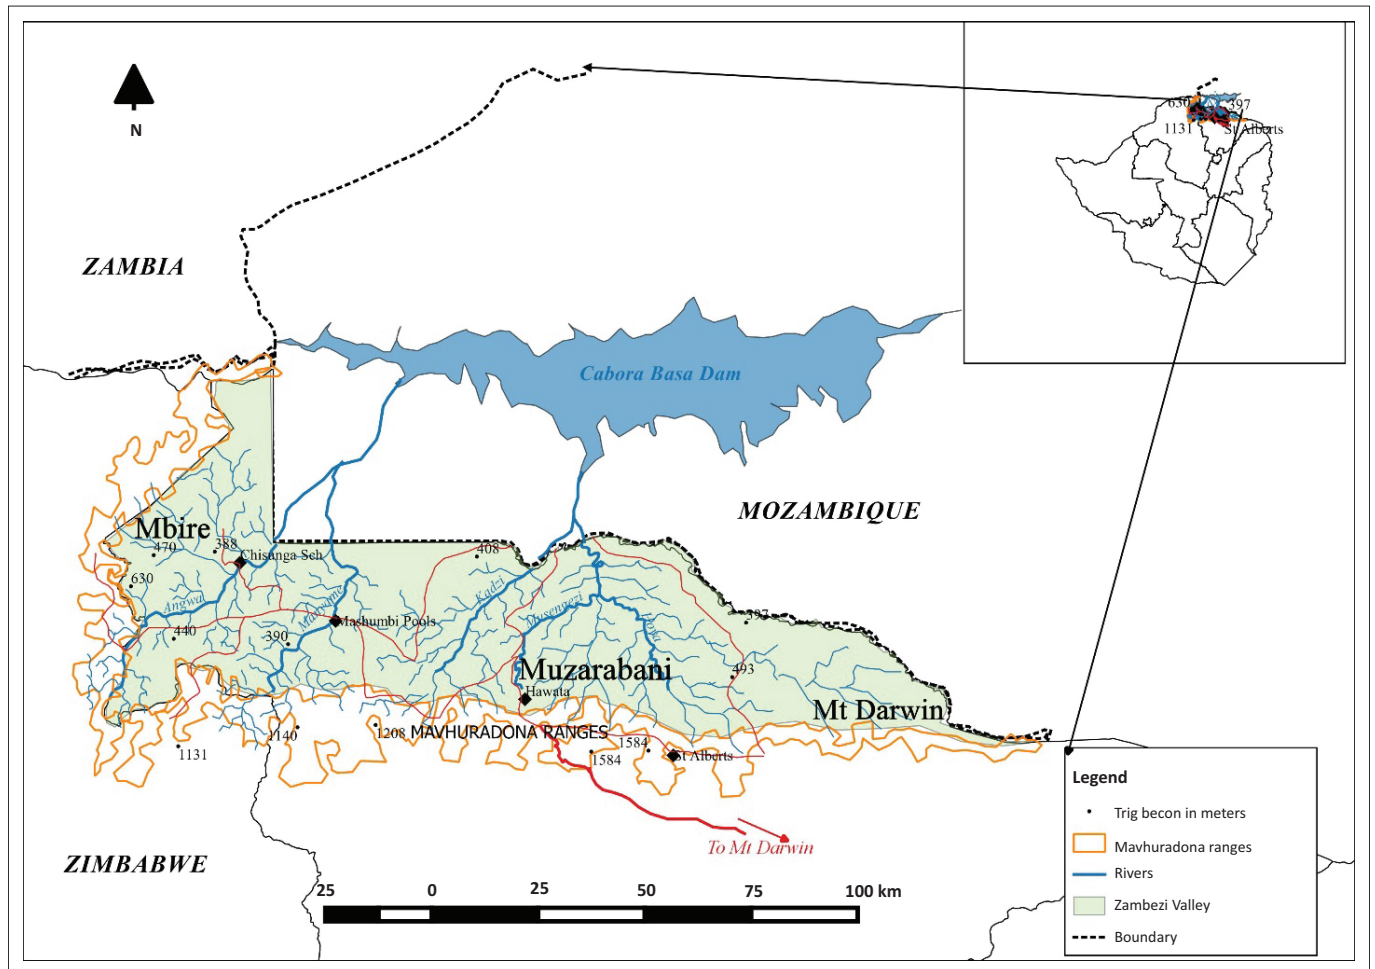 N
630
397
1131
St Alberts
ZAMBIA
Cabora Basa Dam
MOZAMBIQUE
Mbire
470
388
Chisunga Sch
408
630
Angwa
Kadzi
Musengezi
440
390
Mashumbi Pools
397
Muzarabani
493
Hawata
Mt Darwin
1140
1208
MAVHURADONA RANGES
1131
1584
1584
St Alberts
ZIMBABWE
To Mt Darwin
25 0 25 50 75 100 km
Legend
Trig becon in meters
Mavhuradona ranges
Rivers
Zambezi Valley
Boundary